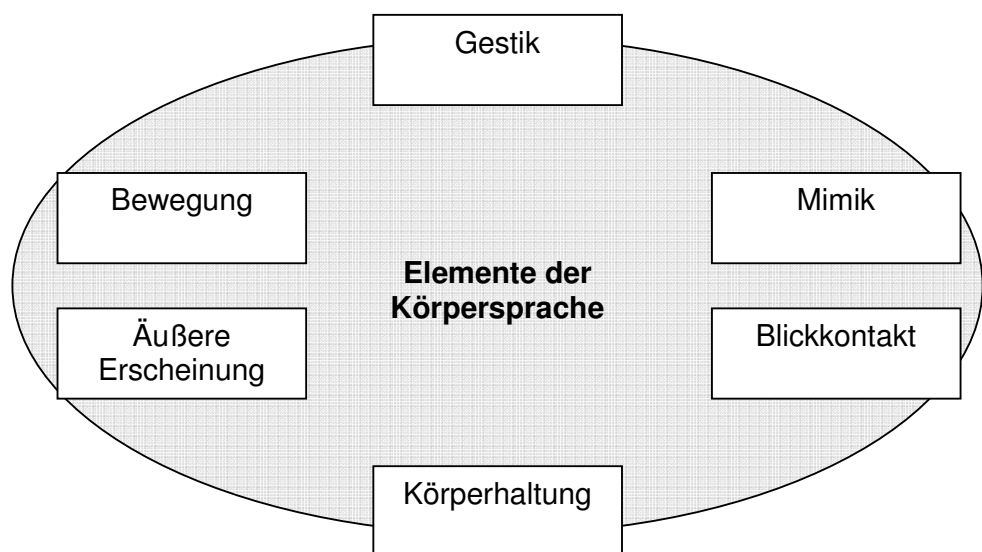 Gestik
Bewegung
Mimik
Elemente der
Körpersprache
Äußere
Erscheinung
Blickkontakt
Körperhaltung